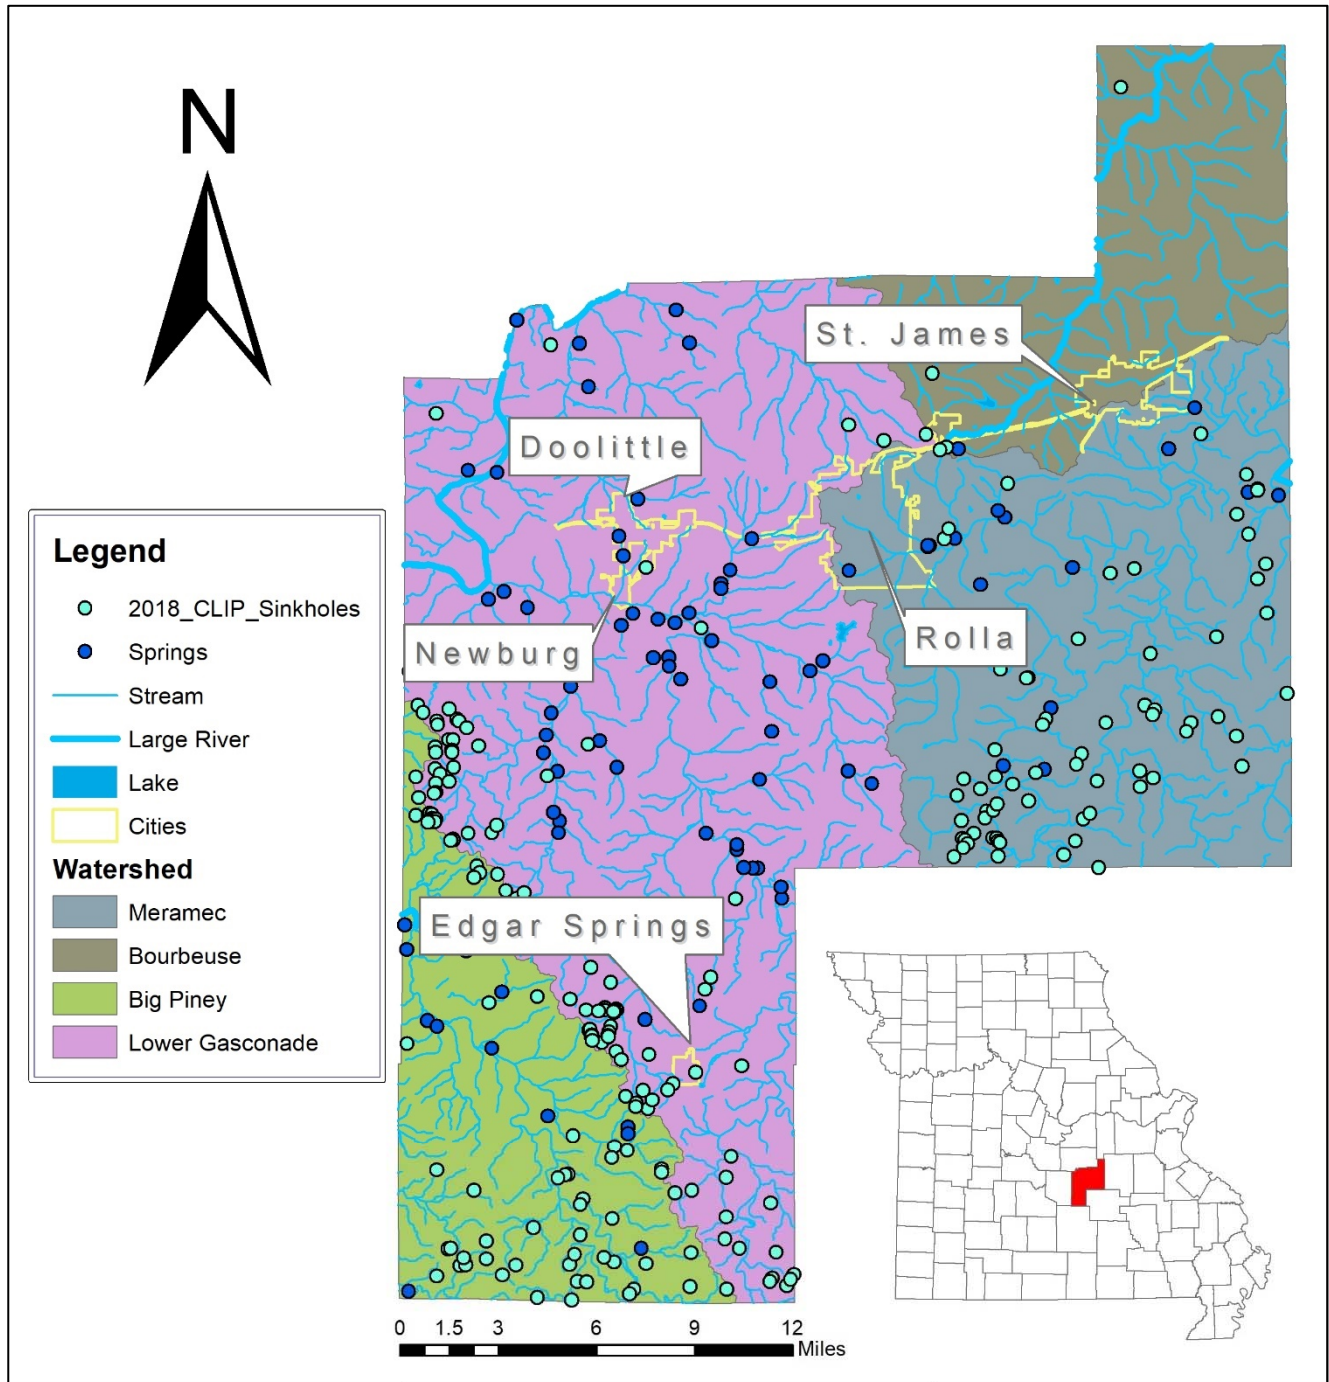 N
St. James
Doolittle
Newburg
Rolla
Edgar Springs
Legend
2018_CLIP_Sinkholes
Springs
Stream
Large River
Lake
Cities
Watershed
Meramec
Bourbeuse
Big Piney
Lower Gasconade
0 1.5 3 6 9 12
Miles